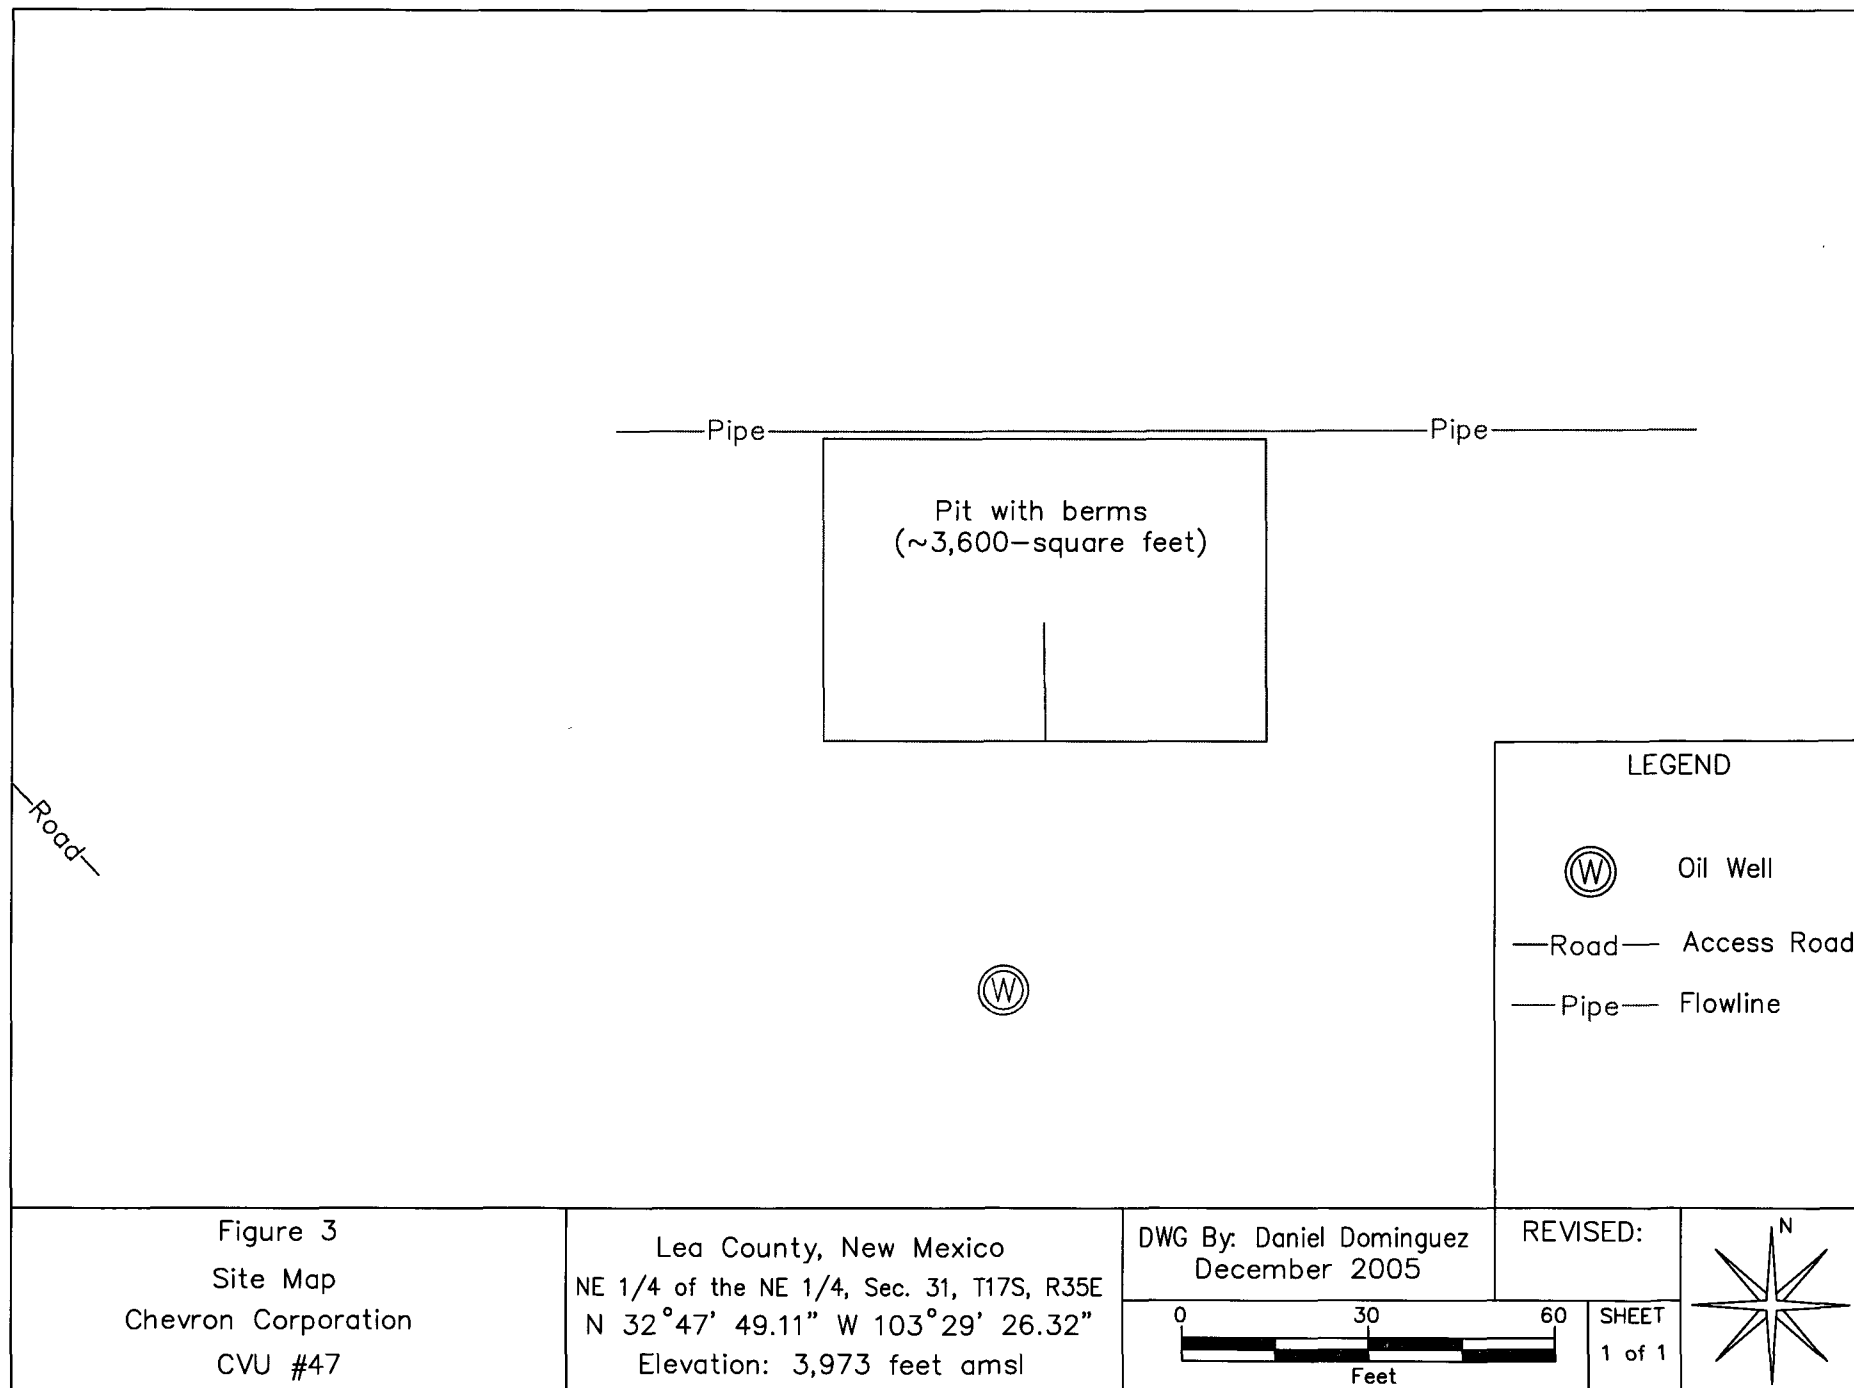 Pipe Pipe
Pit with berms
(~3,600-square feet)
Road
LEGEND
W Oil Well
Road Access Road
Pipe Flowline
W
Figure 3
Site Map
Chevron Corporation
CVU #47
Lea County, New Mexico
NE 1/4 of the NE 1/4, Sec. 31, T17S, R35E
N 32°47' 49.11" W 103°29' 26.32"
Elevation: 3,973 feet amsl
DWG By: Daniel Dominguez
December 2005
REVISED:
0 30 60
Feet
SHEET
1 of 1
N